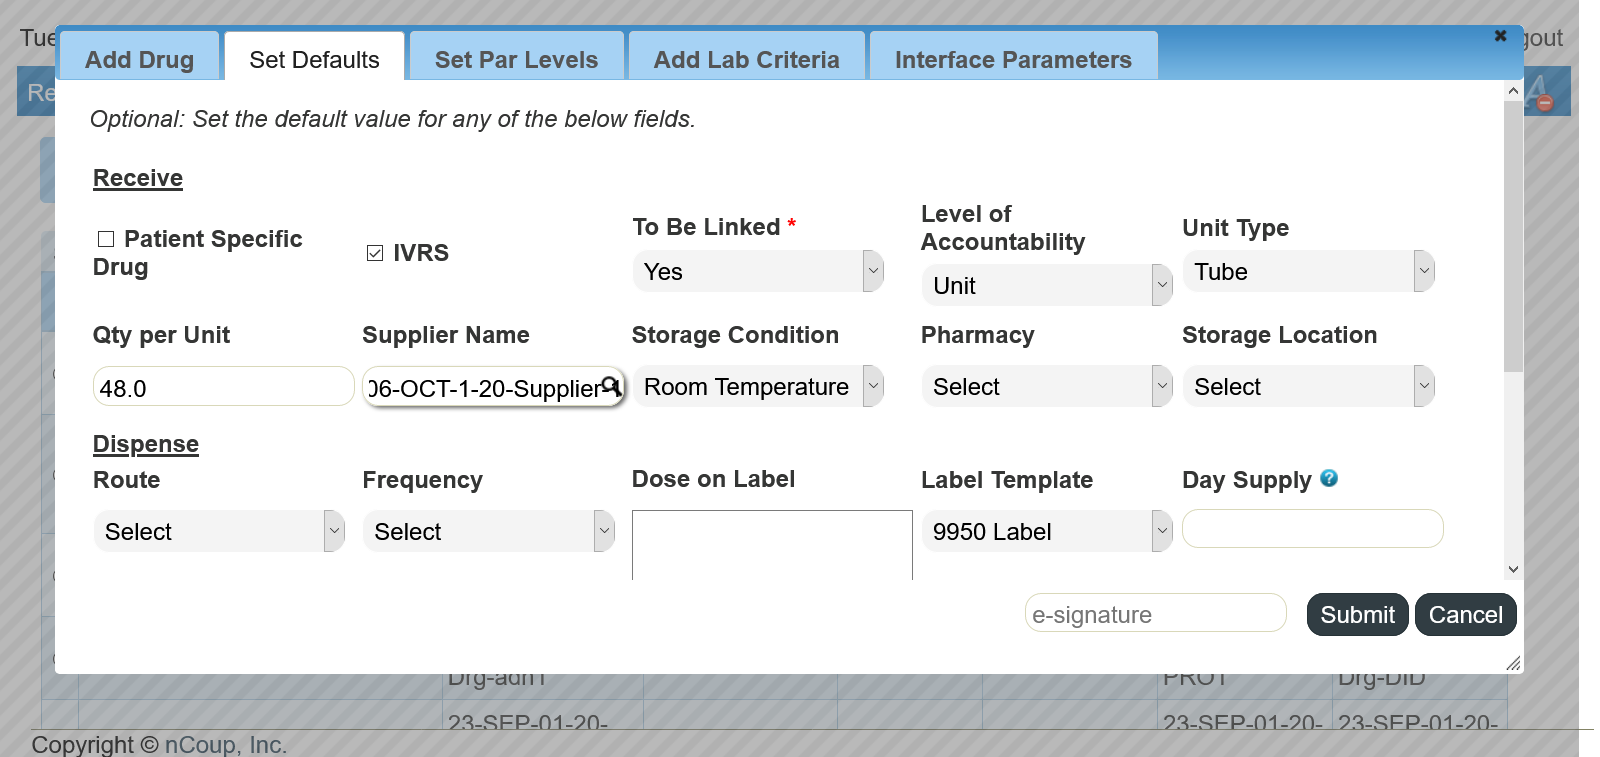 Tue
gout
Add Drug
Set Defaults
Set Par Levels
Add Lab Criteria
Interface Parameters
Re
Optional: Set the default value for any of the below fields.
Receive
Patient Specific
Drug
IVRS
To Be Linked *
Yes
Level of
Accountability
Unit
Unit Type
Tube
Qty per Unit
48.0
Supplier Name
06-OCT-1-20-Supplier-1
Storage Condition
Room Temperature
Pharmacy
Select
Storage Location
Select
Dispense
Route
Select
Frequency
Select
Dose on Label
Label Template
9950 Label
Day Supply ?
e-signature
Submit
Cancel
PROT
Drg-DID
23-SEP-01-20-
23-SEP-01-20-
23-SEP-01-20-
Copyright © nCoup, Inc.